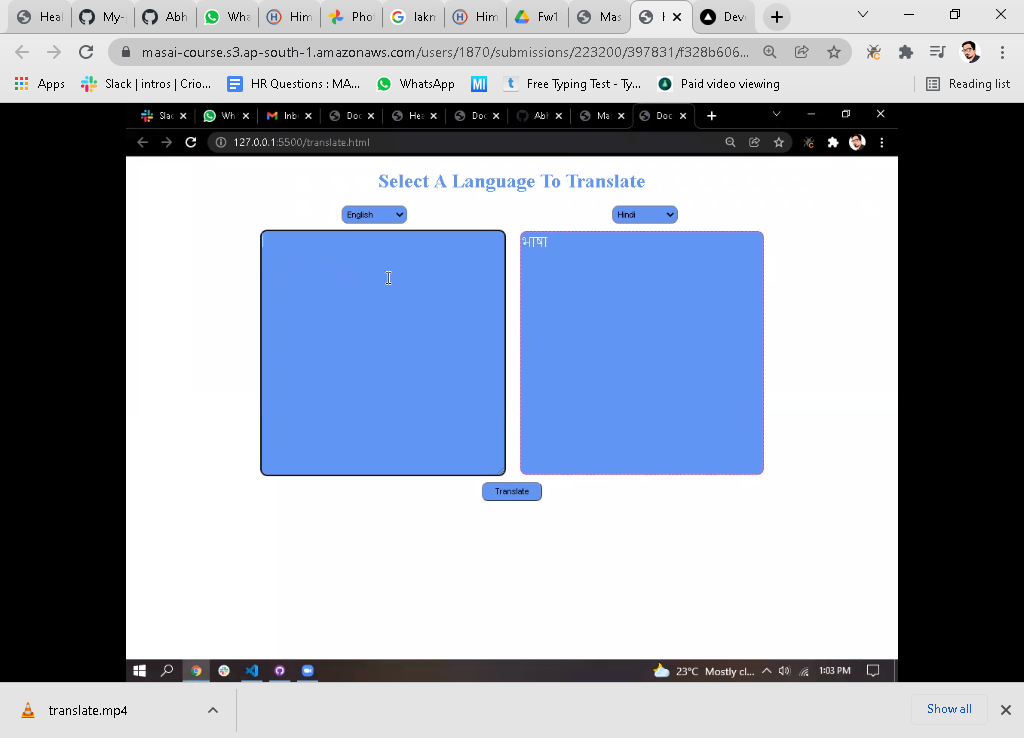 Heal
My-
Abh
Wha
Him
Pho
lakn
Him
Fw1
Mas
Dev
masai-course.s3.ap-south-1.amazonaws.com/users/1870/submissions/223200/397831/f328b606...
Apps
Slack | intros | Crio...
HR Questions : MA...
WhatsApp
MI
Free Typing Test - Ty...
Paid video viewing
Reading list
Slac
Wh
Inb
Doc
Hea
Doc
Abl
Ma
Doc
127.0.0.1:5500/translate.html
Select A Language To Translate
English
Hindi
भाषा
Translate
23°C Mostly cl...
1:03 PM
translate.mp4
Show all